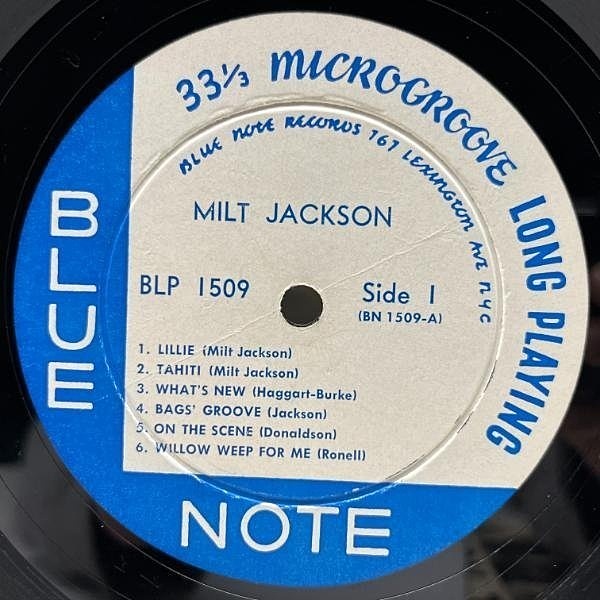 33⅓ MICROGROOVE LONG PLAYING
BLUE NOTE RECORDS 767 LEXINGTON AVE NYC
MILT JACKSON
BLP 1509
Side 1
(BN 1509-A)
1. LILLIE (Milt Jackson)
2. TAHITI (Milt Jackson)
3. WHAT'S NEW (Haggart-Burke)
4. BAGS' GROOVE (Jackson)
5. ON THE SCENE (Donaldson)
6. WILLOW WEEP FOR ME (Ronell)
BLUE
NOTE